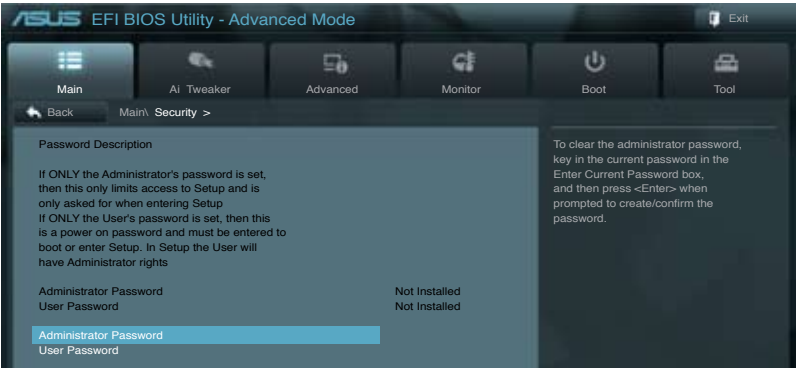 ASUS EFI BIOS Utility - Advanced Mode
Exit
Main
Ai Tweaker
Advanced
Monitor
Boot
Tool
Back
Main\ Security >
Password Description
If ONLY the Administrator's password is set,
then this only limits access to Setup and is
only asked for when entering Setup
If ONLY the User's password is set, then this
is a power on password and must be entered to
boot or enter Setup. In Setup the User will
have Administrator rights
Administrator Password Not Installed
User Password Not Installed
Administrator Password
User Password
To clear the administrator password,
key in the current password in the
Enter Current Password box,
and then press <Enter> when
prompted to create/confirm the
password.